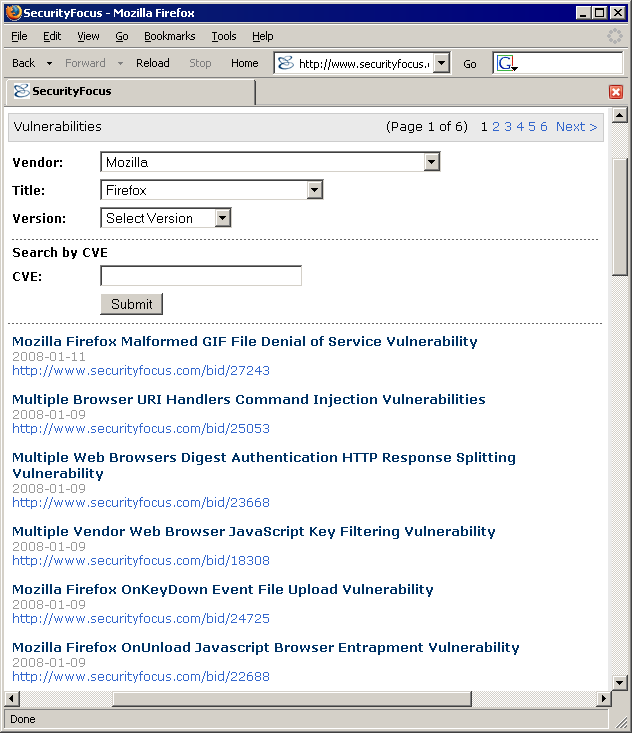 SecurityFocus - Mozilla Firefox
File Edit View Go Bookmarks Tools Help
Back Forward Reload Stop Home http://www.securityfocus. Go G
SecurityFocus
Vulnerabilities (Page 1 of 6) 1 2 3 4 5 6 Next >
Vendor: Mozilla
Title: Firefox
Version: Select Version
Search by CVE
CVE:
Submit
Mozilla Firefox Malformed GIF File Denial of Service Vulnerability
2008-01-11
http://www.securityfocus.com/bid/27243
Multiple Browser URI Handlers Command Injection Vulnerabilities
2008-01-09
http://www.securityfocus.com/bid/25053
Multiple Web Browsers Digest Authentication HTTP Response Splitting
Vulnerability
2008-01-09
http://www.securityfocus.com/bid/23668
Multiple Vendor Web Browser JavaScript Key Filtering Vulnerability
2008-01-09
http://www.securityfocus.com/bid/18308
Mozilla Firefox OnKeyDown Event File Upload Vulnerability
2008-01-09
http://www.securityfocus.com/bid/24725
Mozilla Firefox OnUnload Javascript Browser Entrapment Vulnerability
2008-01-09
http://www.securityfocus.com/bid/22688
Done